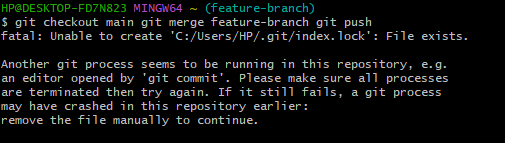 HP@DESKTOP-FD7N823 MINGW64 ~ (feature-branch)
$ git checkout main git merge feature-branch git push
fatal: Unable to create 'C:/Users/HP/.git/index.lock': File exists.

Another git process seems to be running in this repository, e.g.
an editor opened by 'git commit'. Please make sure all processes
are terminated then try again. If it still fails, a git process
may have crashed in this repository earlier:
remove the file manually to continue.